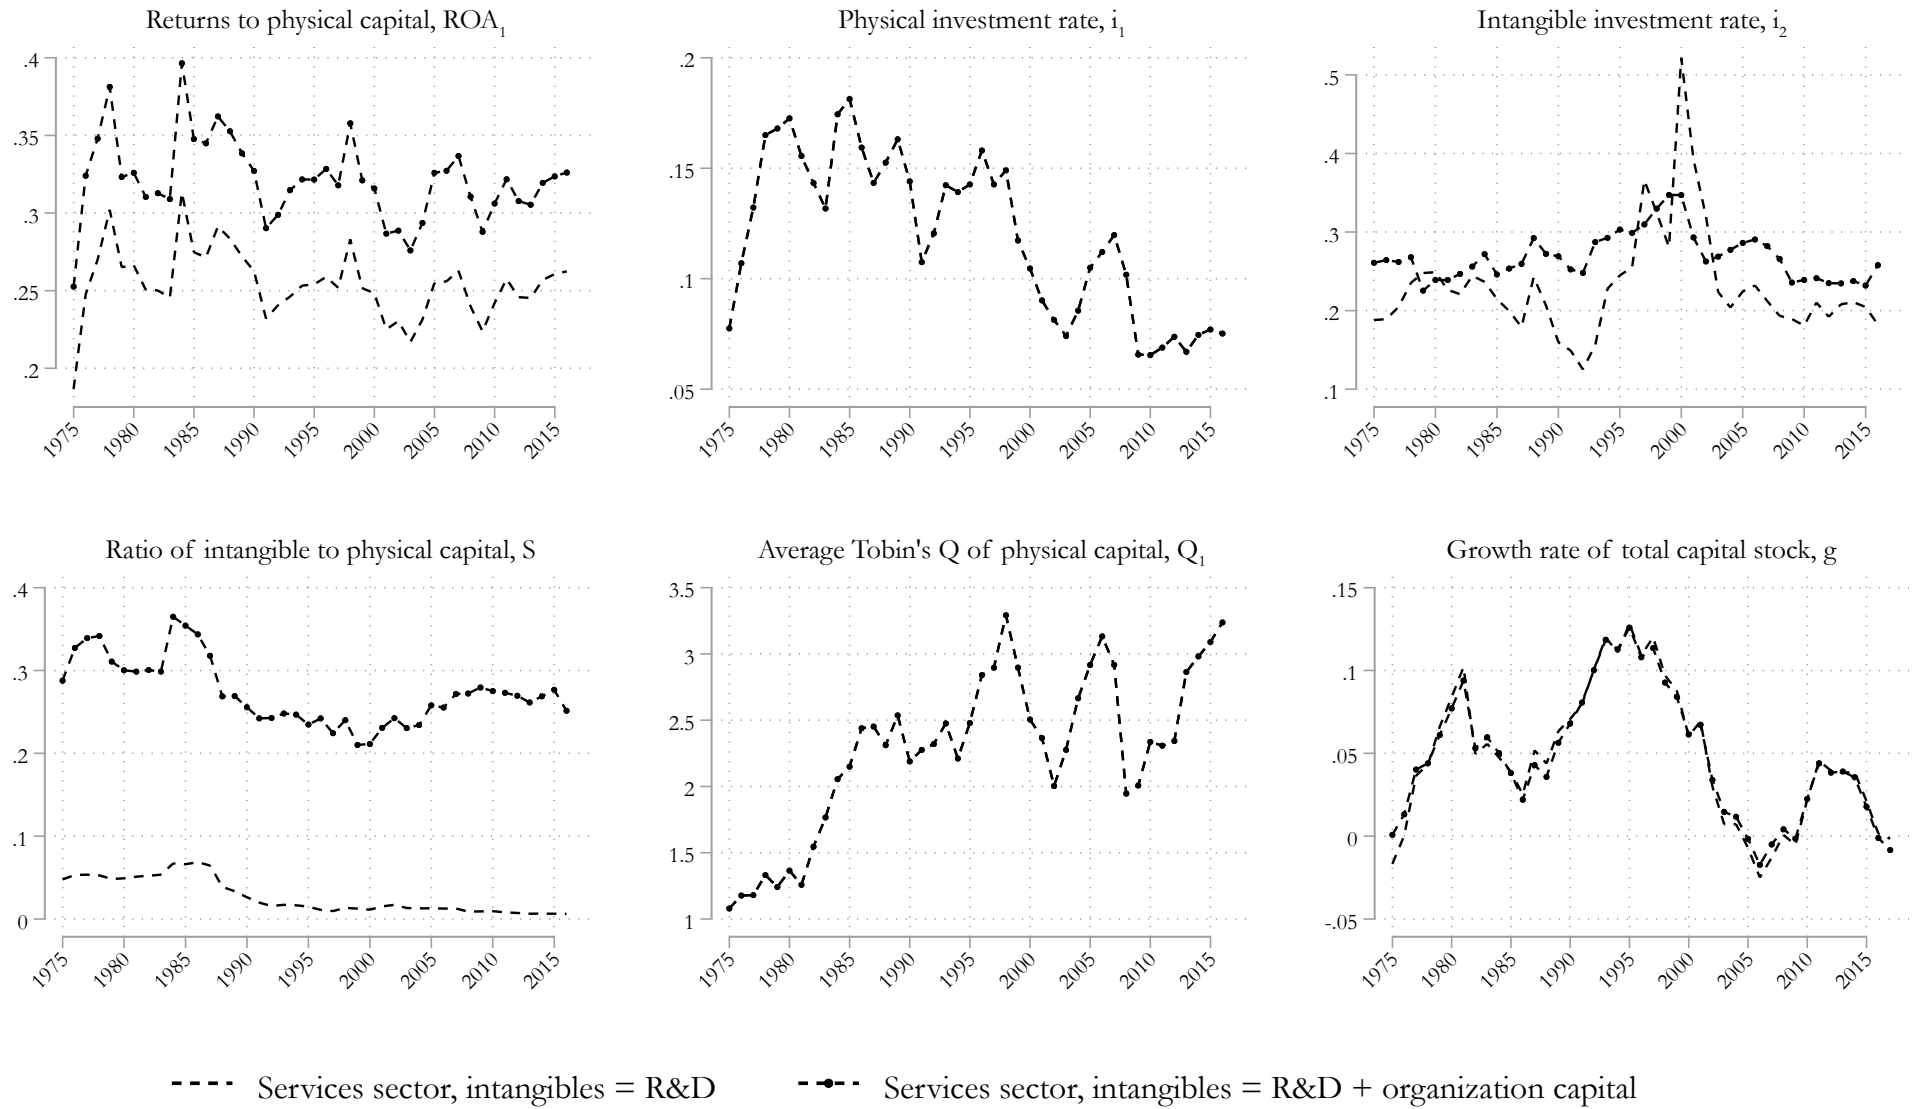 Returns to physical capital, ROA₁
.4
.35
.3
.25
.2
1975 1980 1985 1990 1995 2000 2005 2010 2015
Physical investment rate, i₁
.2
.15
.1
.05
1975 1980 1985 1990 1995 2000 2005 2010 2015
Intangible investment rate, i₂
.5
.4
.3
.2
.1
1975 1980 1985 1990 1995 2000 2005 2010 2015
Ratio of intangible to physical capital, S
.4
.3
.2
.1
0
1975 1980 1985 1990 1995 2000 2005 2010 2015
Average Tobin's Q of physical capital, Q₁
3.5
3
2.5
2
1.5
1
1975 1980 1985 1990 1995 2000 2005 2010 2015
Growth rate of total capital stock, g
.15
.1
.05
0
-.05
1975 1980 1985 1990 1995 2000 2005 2010 2015
Services sector, intangibles = R&D
Services sector, intangibles = R&D + organization capital